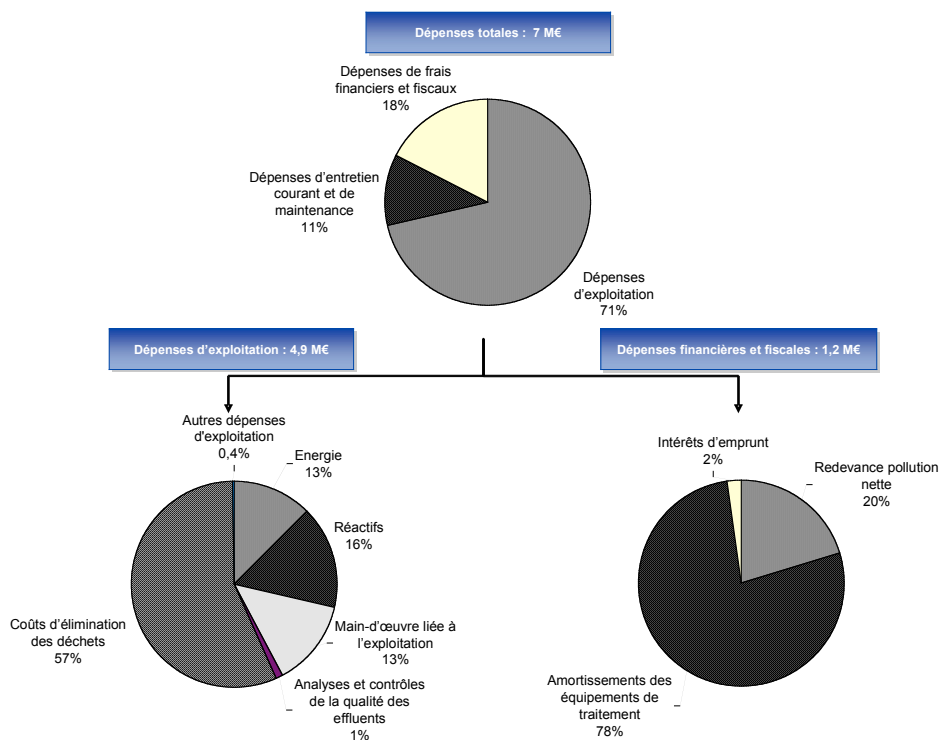 Dépenses totales :  7 M€
Dépenses de frais
financiers et fiscaux
18%
Dépenses d’entretien
courant et de
maintenance
11%
Dépenses
d’exploitation
71%
Dépenses d’exploitation : 4,9 M€
Dépenses financières et fiscales : 1,2 M€
Autres dépenses
d'exploitation
0,4%
Energie
13%
Réactifs
16%
Main-d’œuvre liée à
l’exploitation
13%
Analyses et contrôles
de la qualité des
effluents
1%
Coûts d’élimination
des déchets
57%
Intérêts d’emprunt
2%
Redevance pollution
nette
20%
Amortissements des
équipements de
traitement
78%